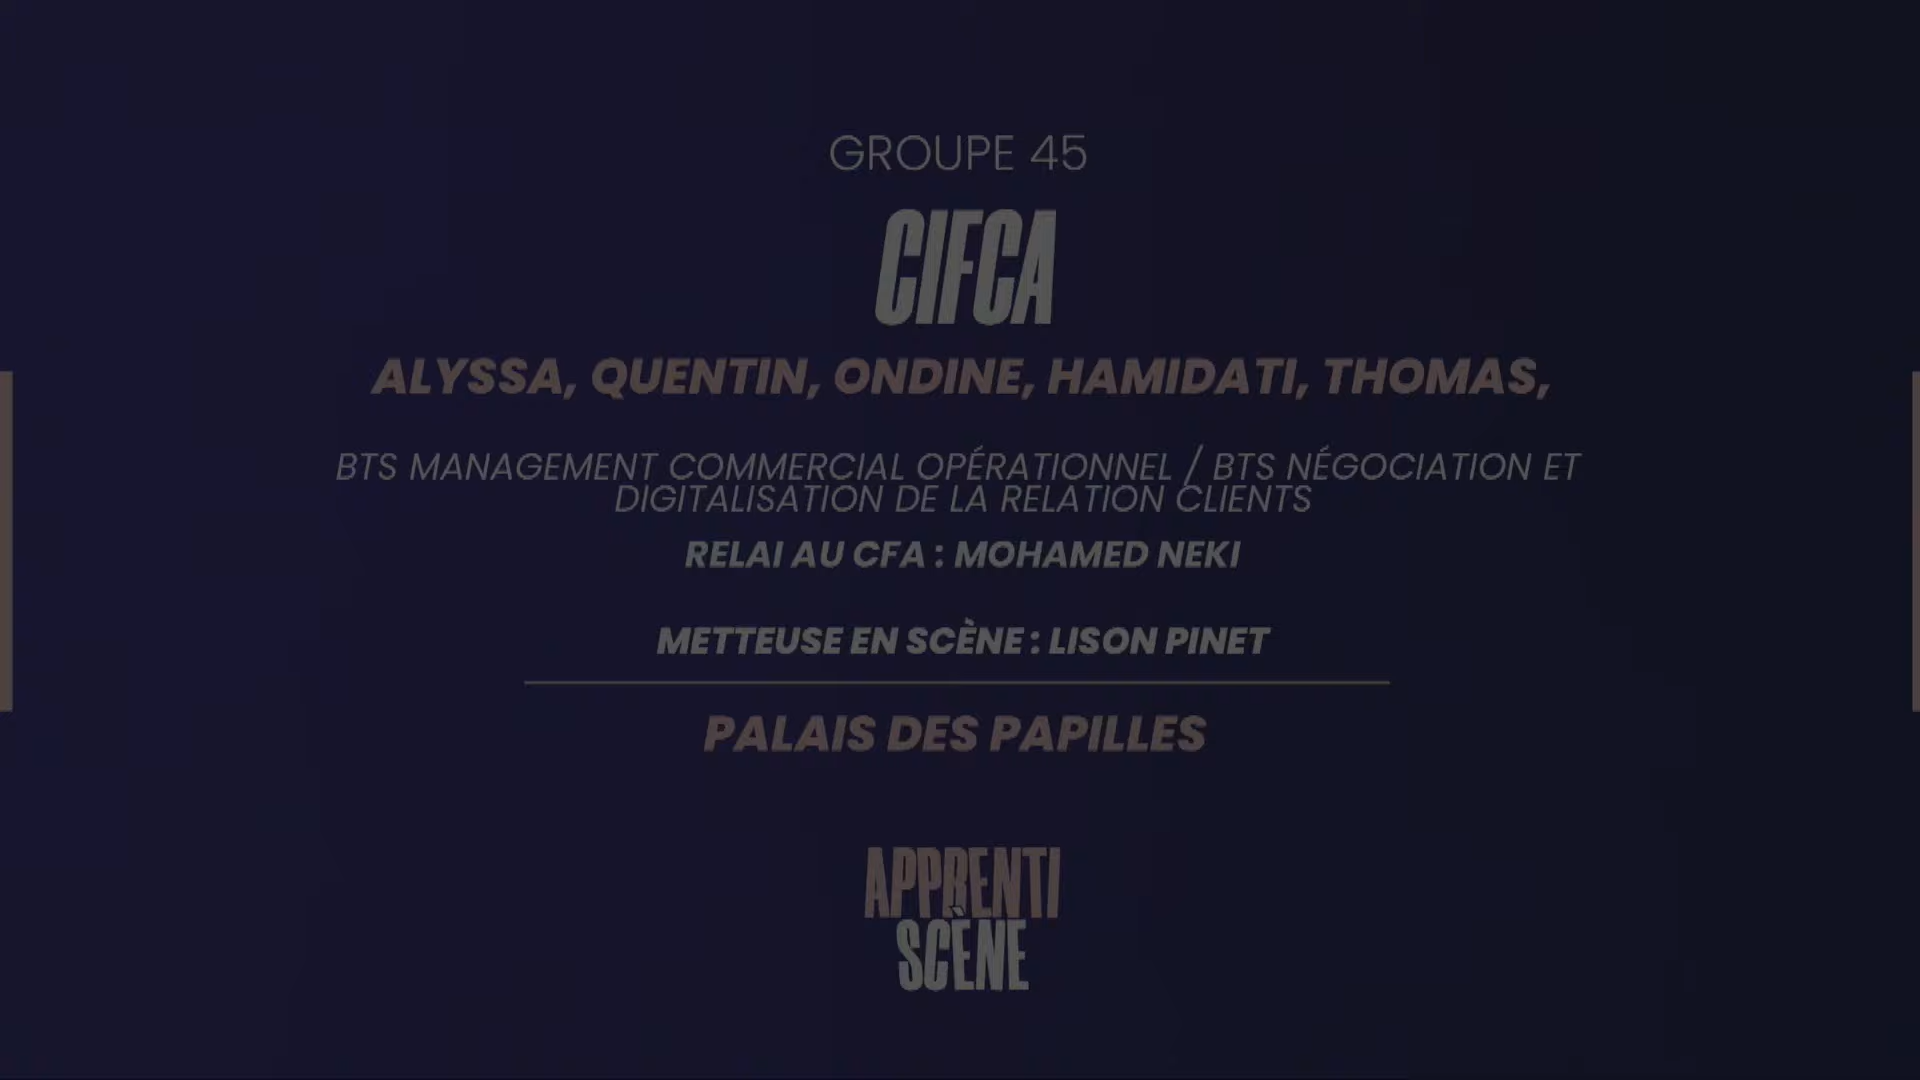 GROUPE 45
CIFCA
ALYSSA, QUENTIN, ONDINE, HAMIDATI, THOMAS,
BTS MANAGEMENT COMMERCIAL OPÉRATIONNEL / BTS NÉGOCIATION ET
DIGITALISATION DE LA RELATION CLIENTS
RELAI AU CFA : MOHAMED NEKI
METTEUSE EN SCÈNE : LISON PINET
PALAIS DES PAPILLES
APPRENTI
SCÈNE